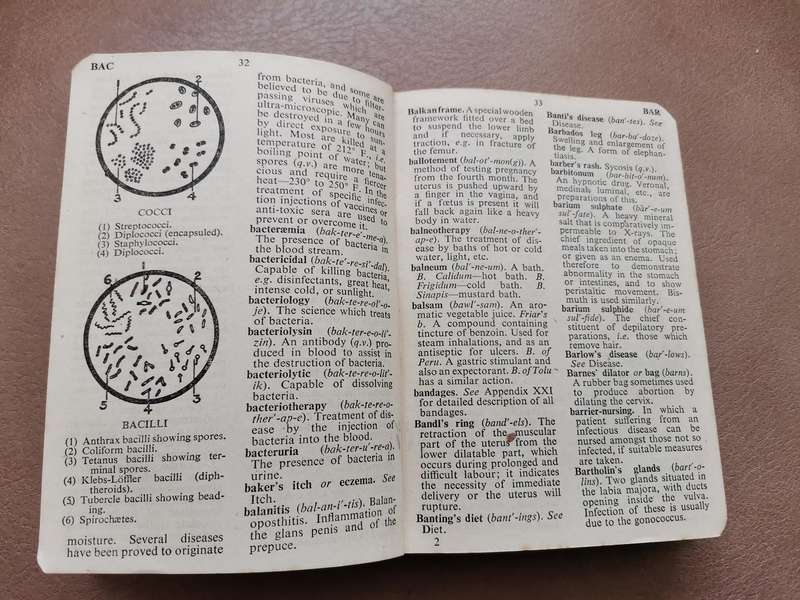 BAC
32
1
2
3
4
COCCI
(1) Streptococci.
(2) Diplococci (encapsuled).
(3) Staphylococci.
(4) Diplococci.
6
1
2
5
4
3
BACILLI
(1) Anthrax bacilli showing spores.
(2) Coliform bacilli.
(3) Tetanus bacilli showing ter-
minal spores.
(4) Klebs-Löffler bacilli (diph-
theroids).
(5) Tubercle bacilli showing bead-
ing.
(6) Spirochætes.
moisture. Several diseases
have been proved to originate
from bacteria, and some are
believed to be due to filter-
passing viruses which are
ultra-microscopic. Many can
be destroyed in a few hours
by direct exposure to sun-
light. Most are killed at a
temperature of 212° F., i.e.
boiling point of water; but
spores (q.v.) are more tena-
cious and require a fiercer
heat—230° to 250° F. In the
treatment of specific infec-
tion injections of vaccines or
anti-toxic sera are used to
prevent or overcome it.
bacteræmia (bak-ter-e'-me-a).
The presence of bacteria in
the blood stream.
bactericidal (bak-te'-re-zi'-dal).
Capable of killing bacteria,
e.g. disinfectants, great heat,
intense cold, or sunlight.
bacteriology (bak-te-re-ol'-o-
je). The science which treats
of bacteria.
bacteriolysin (bak-ter-e-o-li'-
zin). An antibody (q.v.) pro-
duced in blood to assist in
the destruction of bacteria.
bacteriolytic (bak-te-re-o-lit'-
ik). Capable of dissolving
bacteria.
bacteriotherapy (bak-te-re-o-
ther'-ap-e). Treatment of dis-
ease by the injection of
bacteria into the blood.
bacteruria (bak-ter-u'-re-a).
The presence of bacteria in
urine.
baker's itch or eczema. See
Itch.
balanitis (bal-an-i'-tis). Balan-
oposthitis. Inflammation of
the glans penis and of the
prepuce.
33
BAR
Balkan frame. A special wooden
framework fitted over a bed
to suspend the lower limb
and if necessary, apply
traction, e.g. in fracture of
the femur.
ballotement (bal-ot'-mon(g)). A
method of testing pregnancy
from the fourth month. The
uterus is pushed upward by
a finger in the vagina, and
if a fœtus is present it will
fall back again like a heavy
body in water.
balneotherapy (bal-ne-o-ther'-
ap-e). The treatment of dis-
ease by baths of hot or cold
water, light, etc.
balneum (bal'-ne-um). A bath.
B. Calidum—hot bath. B.
Frigidum—cold bath. B.
Sinapis—mustard bath.
balsam (bawl'-sam). An aro-
matic vegetable juice. Friar's
b. A compound containing
tincture of benzoin. Used for
steam inhalations, and as an
antiseptic for ulcers. B. of
Peru. A gastric stimulant and
also an expectorant. B. of Tolu
has a similar action.
bandages. See Appendix XXI
for detailed description of all
bandages.
Bandl's ring (band'-els). The
retraction of the muscular
part of the uterus from the
lower dilatable part, which
occurs during prolonged and
difficult labour; it indicates
the necessity of immediate
delivery or the uterus will
rupture.
Banting's diet (bant'-ings). See
Diet.
2
Banti's disease (ban'-tez). See
Disease.
Barbados leg (bar-ba'-doze).
Swelling and enlargement of
the leg. A form of elephan-
tiasis.
barber's rash. Sycosis (q.v.).
barbitonum (bar-bit-o'-num).
An hypnotic drug. Veronal,
medinal, luminal, etc., are
preparations of this.
barium sulphate (bar'-e-um
sul'-fate). A heavy mineral
salt that is comparatively im-
permeable to X-rays. The
chief ingredient of opaque
meals taken into the stomach;
or given as an enema. Used
therefore to demonstrate
abnormality in the stomach
or intestines, and to show
peristaltic movement. Bis-
muth is used similarly.
barium sulphide (bar'-e-um
sul'-fide). The chief con-
stituent of depilatory pre-
parations, i.e. those which
remove hair.
Barlow's disease (bar'-lows).
See Disease.
Barnes' dilator or bag (barns).
A rubber bag sometimes used
to produce abortion by
dilating the cervix.
barrier-nursing. In which a
patient suffering from an
infectious disease can be
nursed amongst those not so
infected, if suitable measures
are taken.
Bartholin's glands (bart'-o-
lins). Two glands situated in
the labia majora, with ducts
opening inside the vulva.
Infection of these is usually
due to the gonococcus.